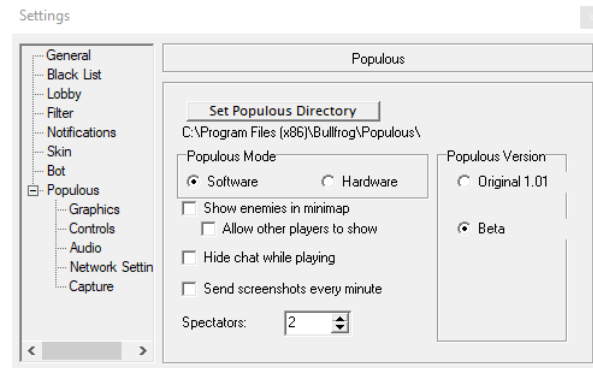 Settings
General
Black List
Lobby
Filter
Notifications
Skin
Bot
Populous
Graphics
Controls
Audio
Network Settin
Capture
Populous
Set Populous Directory
C:\Program Files (x86)\Bullfrog\Populous\
Populous Mode
Software Hardware
Show enemies in minimap
Allow other players to show
Hide chat while playing
Send screenshots every minute
Spectators: 2
Populous Version
Original 1.01
Beta